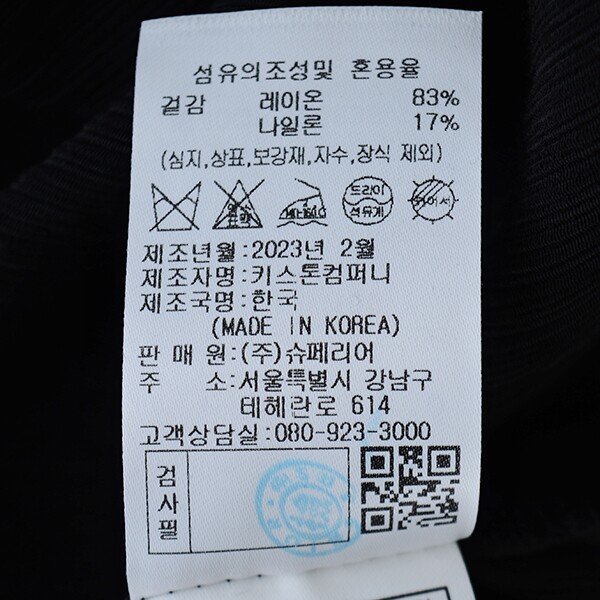 섬유의조성및 혼용율
겉감 레이온 83%
나일론 17%
(심지,상표,보강재,자수,장식 제외)
드라이
석유계
제조년월:2023년 2월
제조자명:키스톤컴퍼니
제조국명:한국
(MADE IN KOREA)
판 매 원:(주)슈페리어
주 소:서울특별시 강남구
테헤란로 614
고객상담실:080-923-3000
검사필